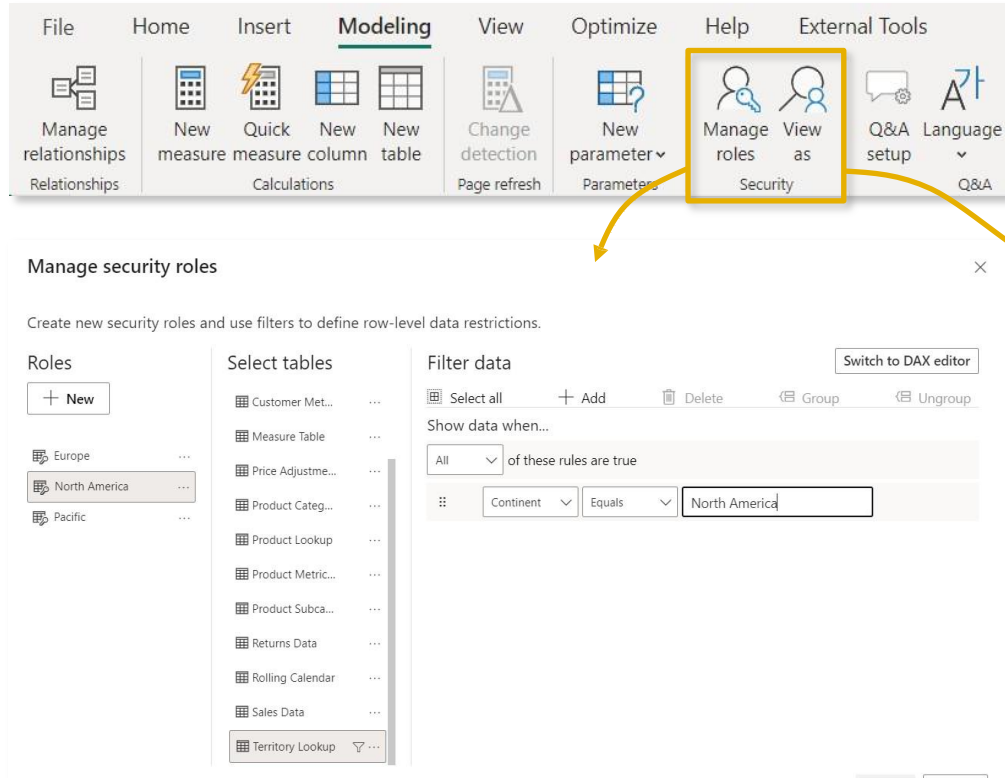 File Home Insert Modeling View Optimize Help External Tools
Manage relationships
New measure
Quick measure
New column
New table
Change detection
New parameter
Manage roles
View as
Q&A setup
Language
Relationships
Calculations
Page refresh
Parameters
Security
Q&A
Manage security roles
Create new security roles and use filters to define row-level data restrictions.
Roles
+ New
Europe ...
North America ...
Pacific ...
Select tables
Customer Met... ...
Measure Table ...
Price Adjustme... ...
Product Categ... ...
Product Lookup ...
Product Metric... ...
Product Subca... ...
Returns Data ...
Rolling Calendar ...
Sales Data ...
Territory Lookup ...
Filter data
Switch to DAX editor
Select all + Add Delete Group Ungroup
Show data when...
All of these rules are true
Continent Equals North America